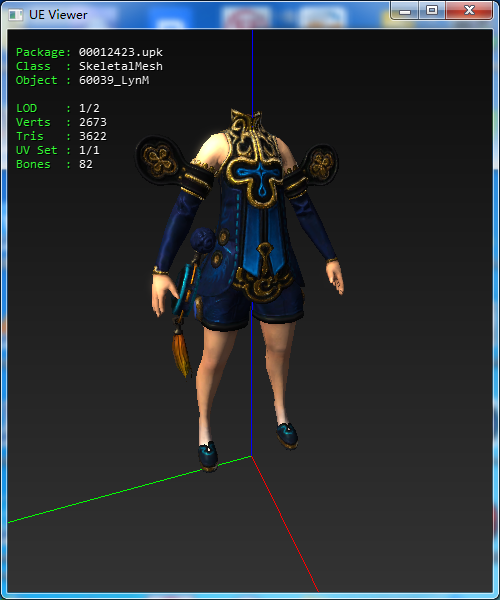 UE Viewer
Package: 00012423.upk
Class : SkeletalMesh
Object : 60039_LynM
LOD : 1/2
Verts : 2673
Tris : 3622
UV Set : 1/1
Bones : 82